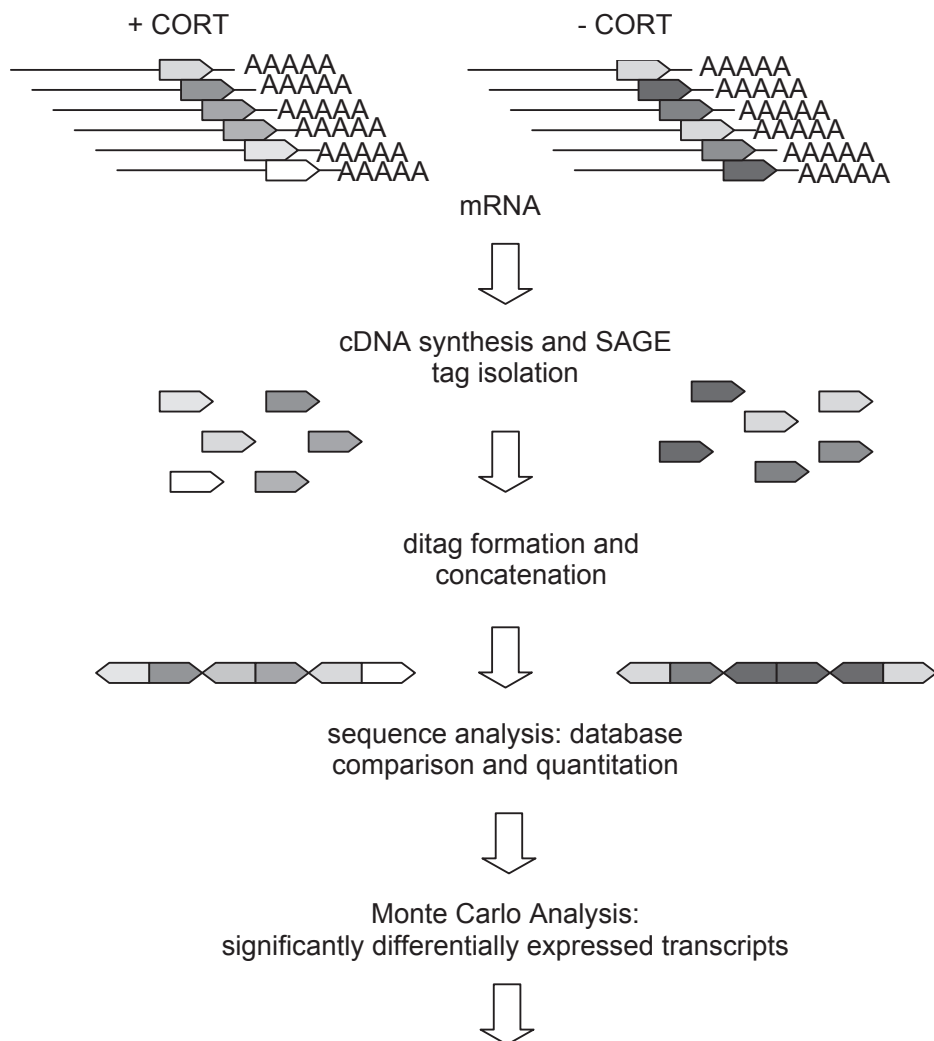 + CORT
- CORT
AAAAA
AAAAA
AAAAA
AAAAA
AAAAA
AAAAA
AAAAA
AAAAA
AAAAA
AAAAA
AAAAA
AAAAA
mRNA
cDNA synthesis and SAGE
tag isolation
ditag formation and
concatenation
sequence analysis: database
comparison and quantitation
Monte Carlo Analysis:
significantly differentially expressed transcripts